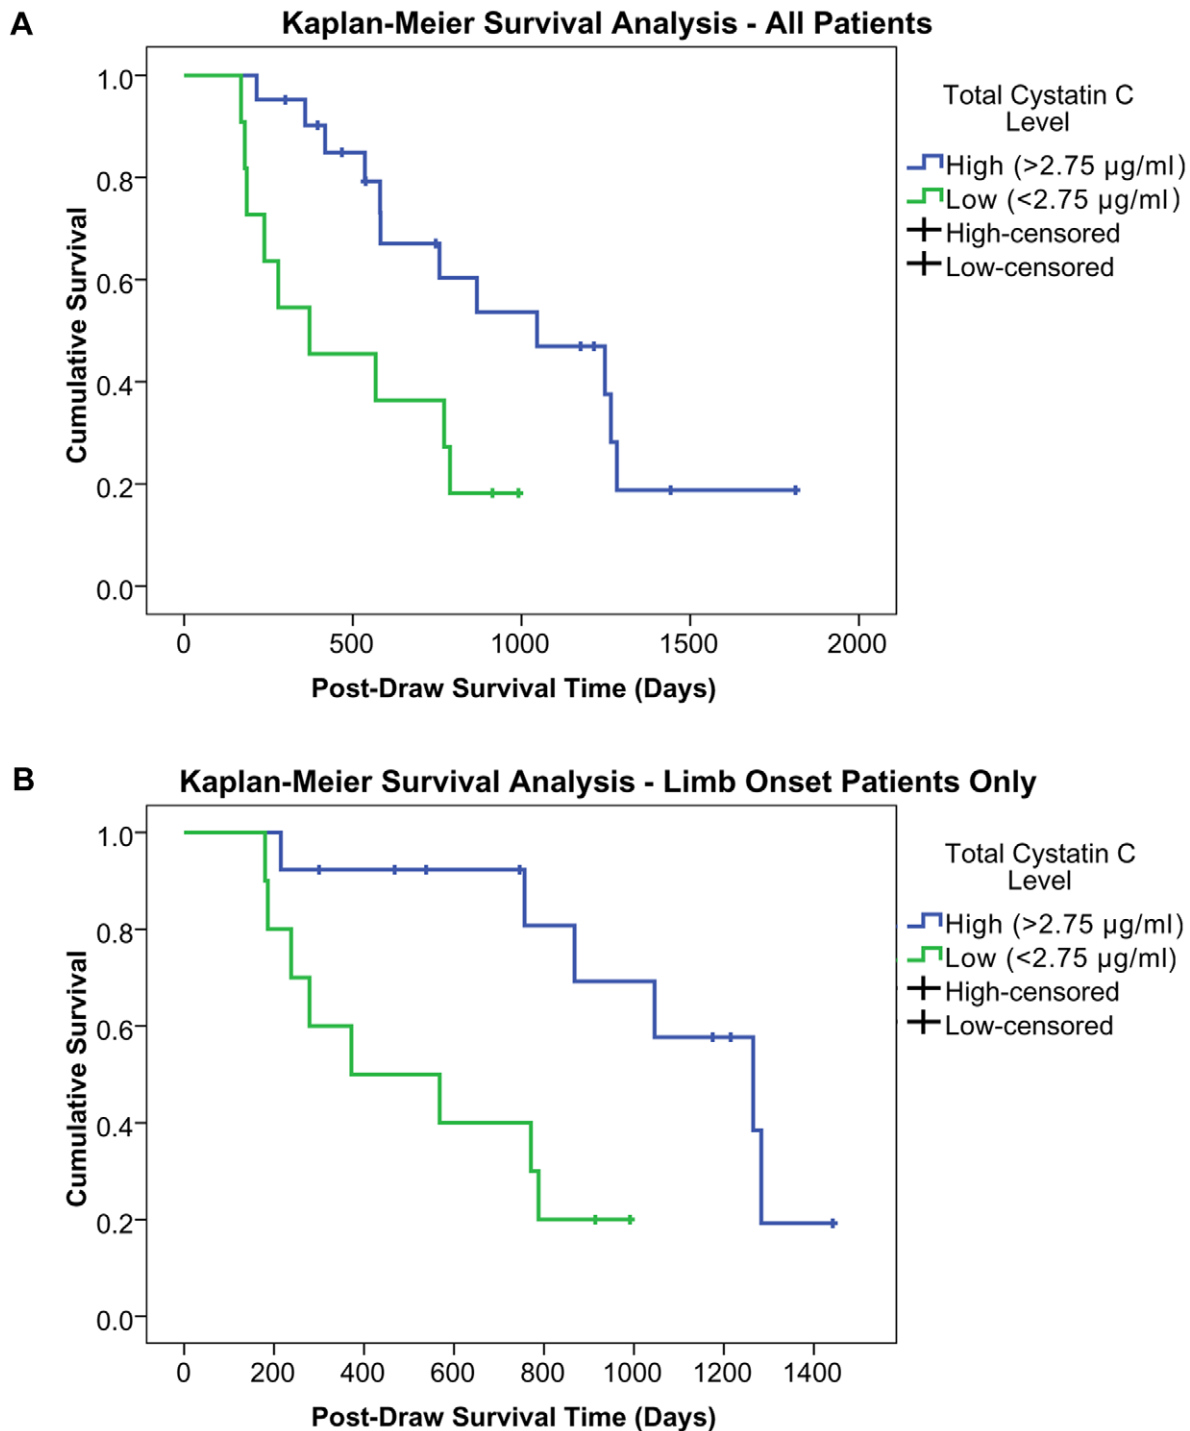 A
Kaplan-Meier Survival Analysis - All Patients
Total Cystatin C
Level
High (>2.75 µg/ml)
Low (<2.75 µg/ml)
High-censored
Low-censored
Cumulative Survival
1.0
0.8
0.6
0.4
0.2
0.0
0 500 1000 1500 2000
Post-Draw Survival Time (Days)
B
Kaplan-Meier Survival Analysis - Limb Onset Patients Only
Total Cystatin C
Level
High (>2.75 µg/ml)
Low (<2.75 µg/ml)
High-censored
Low-censored
Cumulative Survival
1.0
0.8
0.6
0.4
0.2
0.0
0 200 400 600 800 1000 1200 1400
Post-Draw Survival Time (Days)